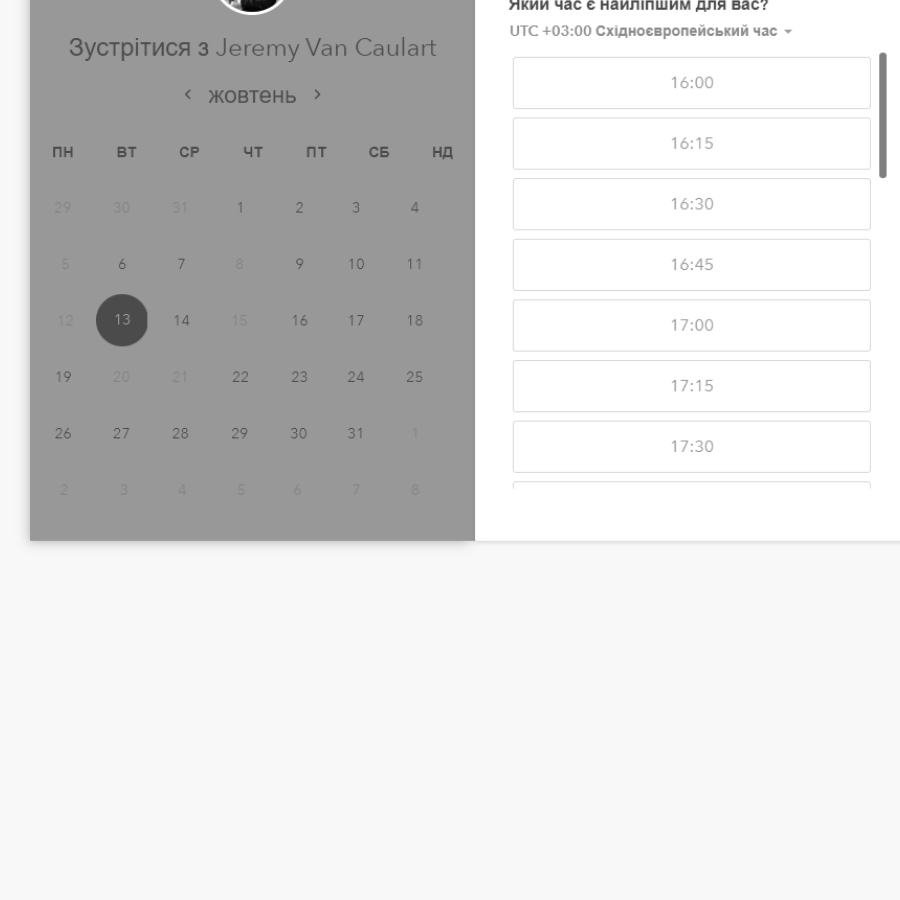 Зустрітися з Jeremy Van Caulart
жовтень
ПН ВТ СР ЧТ ПТ СБ НД
29 30 31 1 2 3 4
5 6 7 8 9 10 11
12 13 14 15 16 17 18
19 20 21 22 23 24 25
26 27 28 29 30 31 1
2 3 4 5 6 7 8
Який час є найліпшим для вас?
UTC +03:00 Східноєвропейський час
16:00
16:15
16:30
16:45
17:00
17:15
17:30